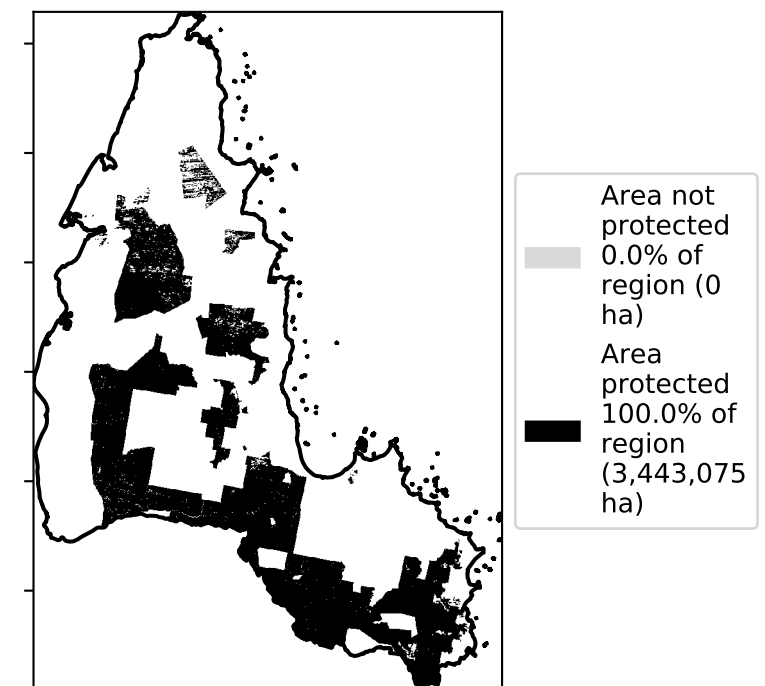 Area not
protected
0.0% of
region (0
ha)
Area
protected
100.0% of
region
(3,443,075
ha)